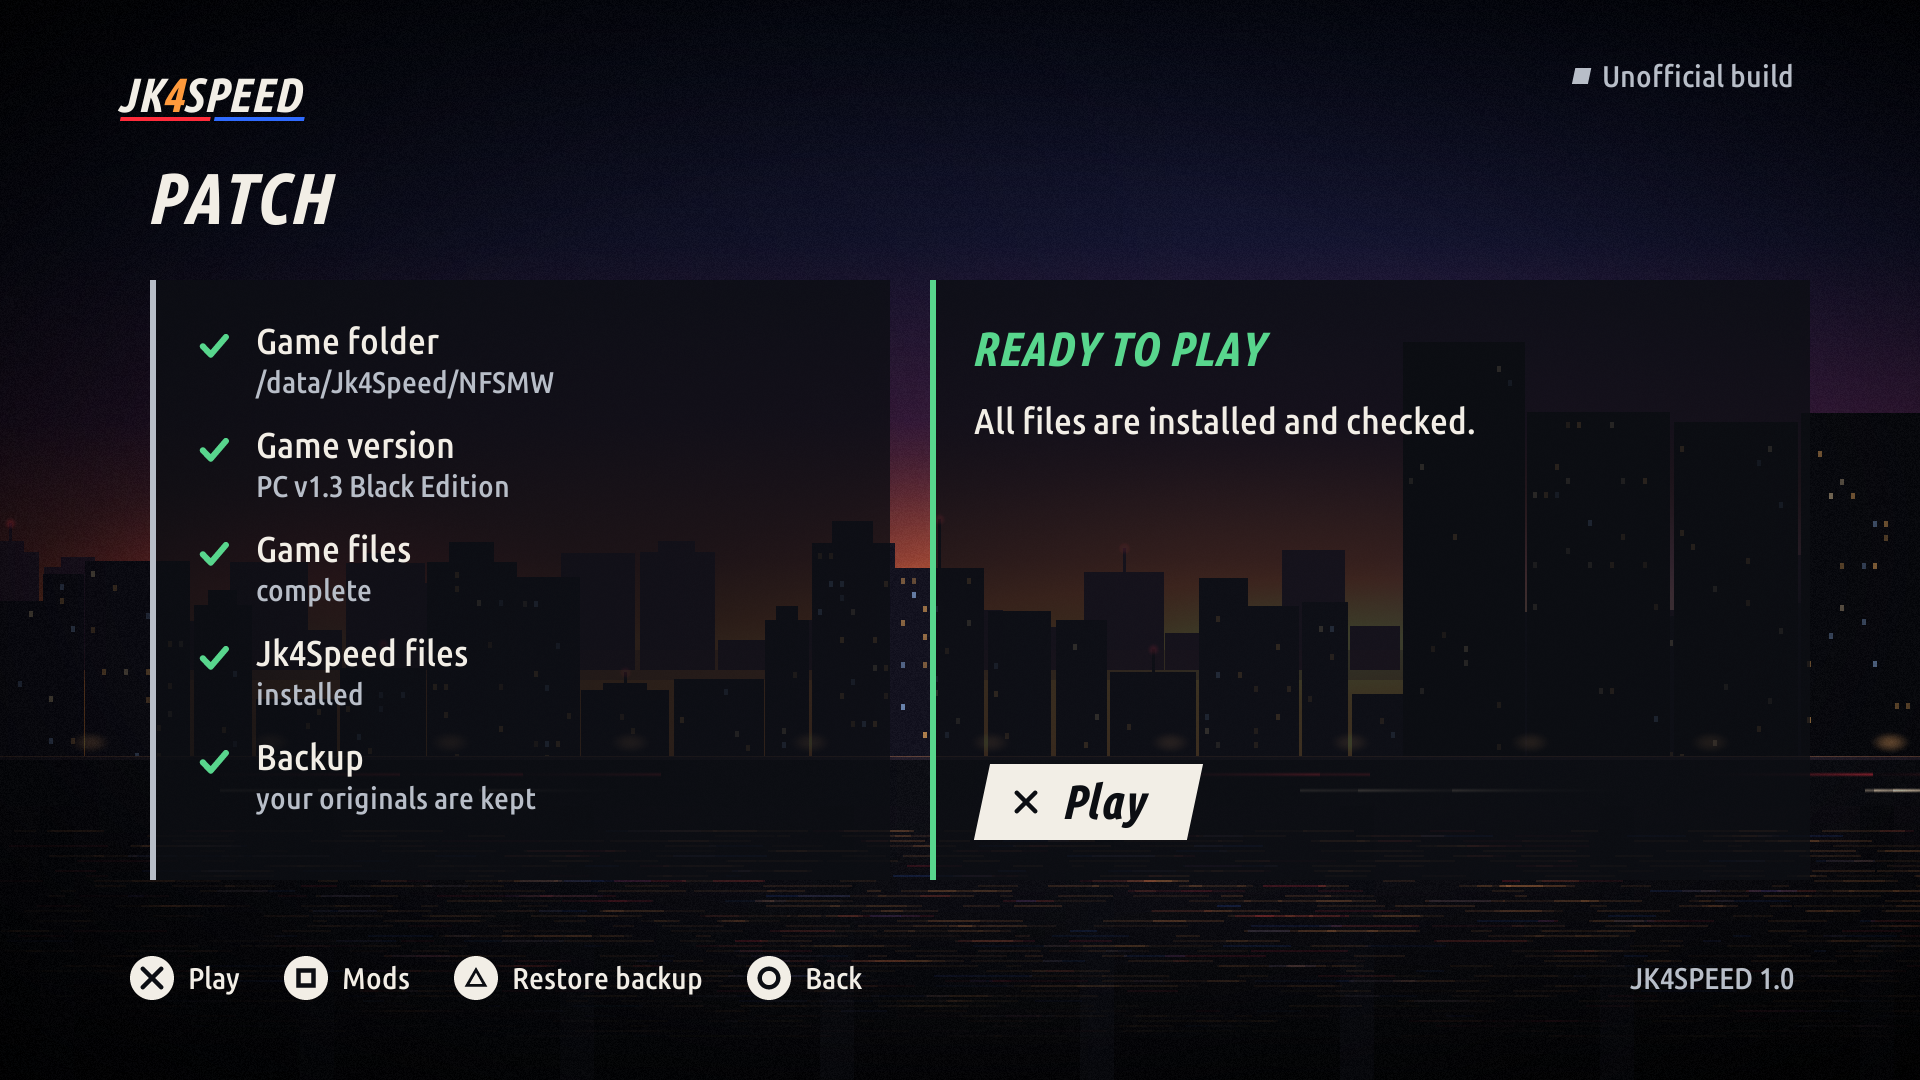 JK4SPEED
Unofficial build
PATCH
Game folder
/data/Jk4Speed/NFSMW
Game version
PC v1.3 Black Edition
Game files
complete
Jk4Speed files
installed
Backup
your originals are kept
READY TO PLAY
All files are installed and checked.
Play
Play
Mods
Restore backup
Back
JK4SPEED 1.0